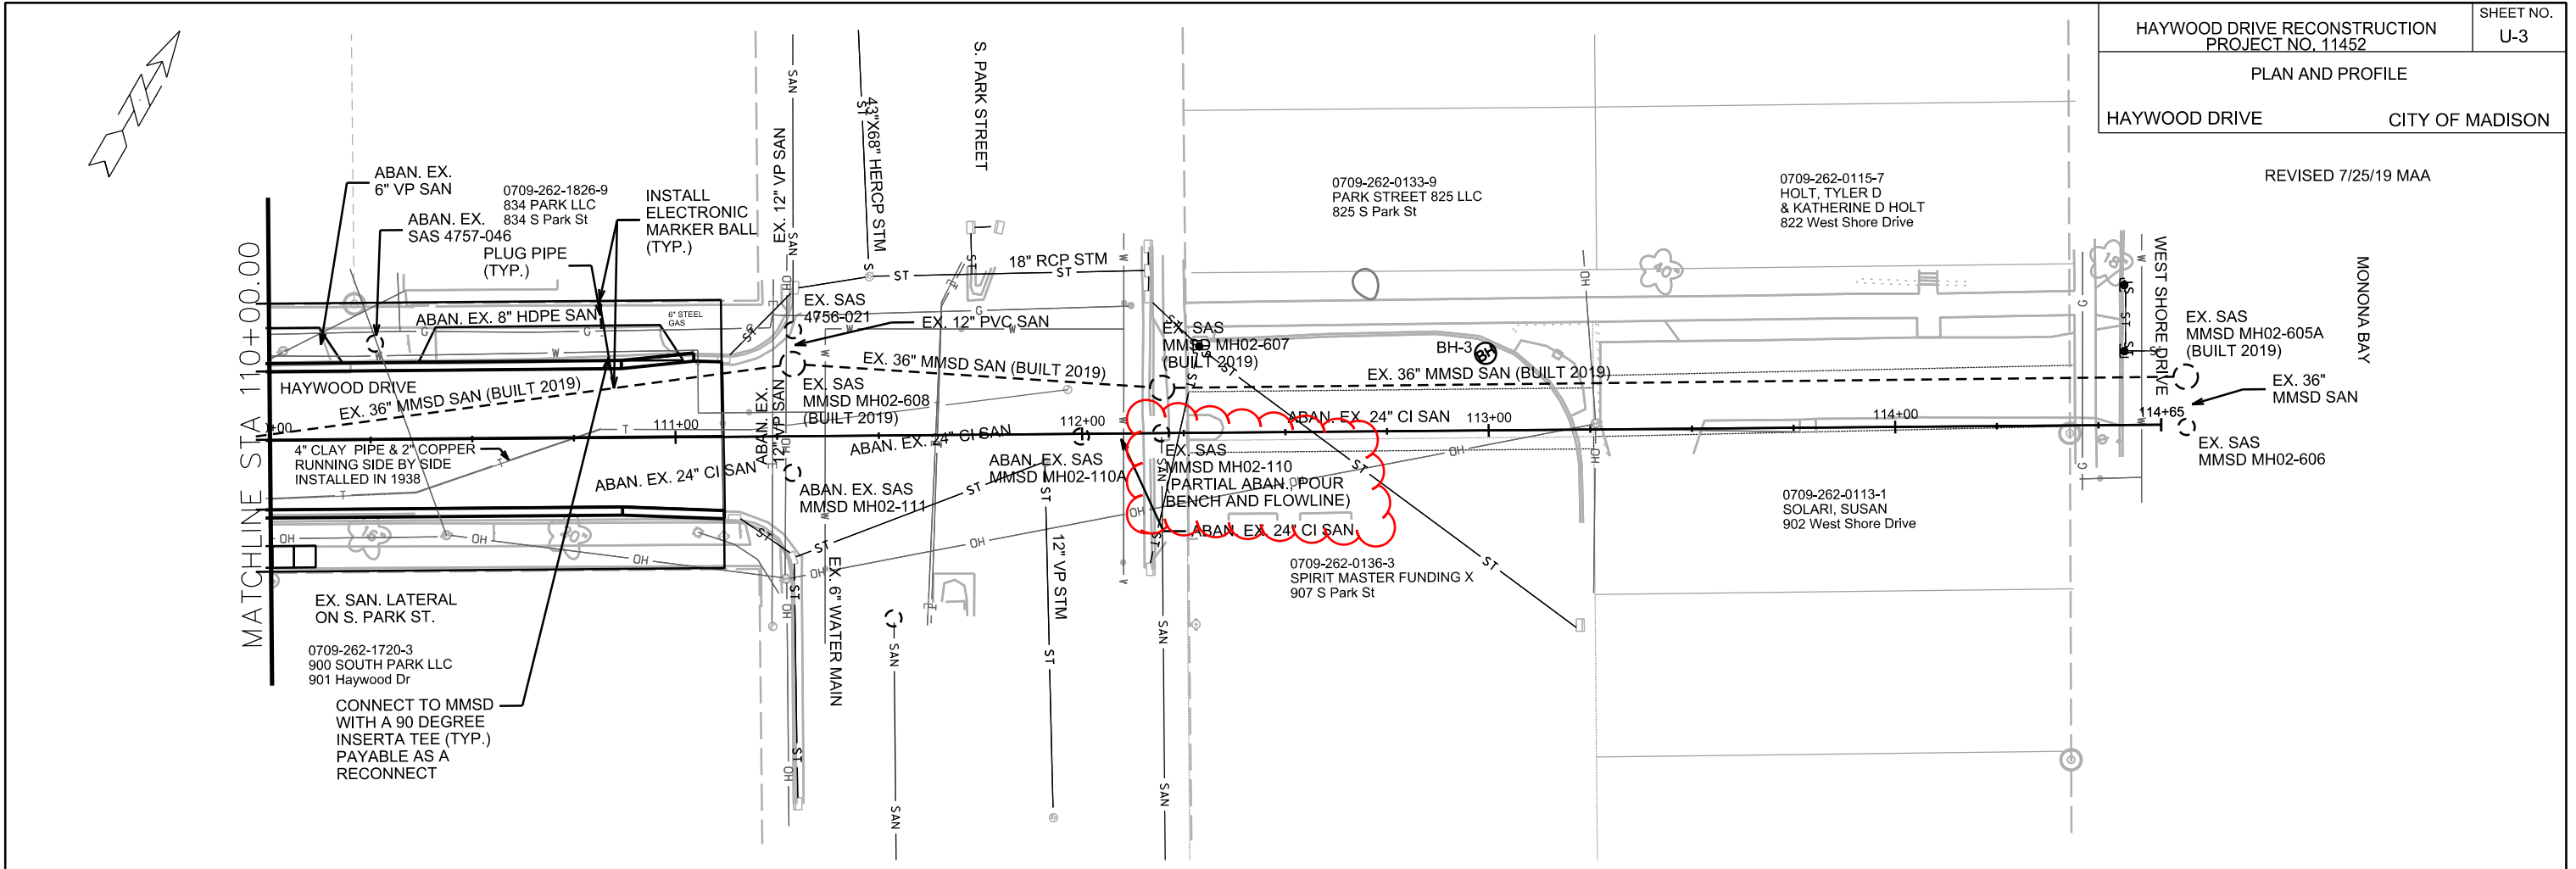 HAYWOOD DRIVE RECONSTRUCTION
PROJECT NO. 11452
SHEET NO.
U-3
PLAN AND PROFILE
HAYWOOD DRIVE
CITY OF MADISON
REVISED 7/25/19 MAA
MATCHLINE STA 110+00.00
ABAN. EX.
6" VP SAN
ABAN. EX.
SAS 4757-046
0709-262-1826-9
834 PARK LLC
834 S Park St
PLUG PIPE
(TYP.)
INSTALL
ELECTRONIC
MARKER BALL
(TYP.)
ABAN. EX. 8" HDPE SAN
6" STEEL
GAS
HAYWOOD DRIVE
EX. 36" MMSD SAN (BUILT 2019)
111+00
4" CLAY PIPE & 2" COPPER
RUNNING SIDE BY SIDE
INSTALLED IN 1938
ABAN. EX. 24" CI SAN
EX. SAN. LATERAL
ON S. PARK ST.
0709-262-1720-3
900 SOUTH PARK LLC
901 Haywood Dr
CONNECT TO MMSD
WITH A 90 DEGREE
INSERTA TEE (TYP.)
PAYABLE AS A
RECONNECT
EX. 12" VP SAN
43"X68" HERCP STM
S. PARK STREET
18" RCP STM
EX. SAS
4756-021
EX. 12" PVC SAN
EX. 36" MMSD SAN (BUILT 2019)
EX. SAS
MMSD MH02-608
(BUILT 2019)
ABAN. EX.
12" VP SAN
ABAN. EX. 24" CI SAN
112+00
ABAN. EX. SAS
MMSD MH02-110A
ABAN. EX. SAS
MMSD MH02-111
EX. 6" WATER MAIN
12" VP STM
EX. SAS
MMSD MH02-607
(BUILT 2019)
ABAN. EX. 24" CI SAN
EX. SAS
MMSD MH02-110
(PARTIAL ABAN., POUR
BENCH AND FLOWLINE)
ABAN. EX. 24" CI SAN
0709-262-0136-3
SPIRIT MASTER FUNDING X
907 S Park St
0709-262-0133-9
PARK STREET 825 LLC
825 S Park St
BH-3
BH
EX. 36" MMSD SAN (BUILT 2019)
113+00
0709-262-0115-7
HOLT, TYLER D
& KATHERINE D HOLT
822 West Shore Drive
114+00
0709-262-0113-1
SOLARI, SUSAN
902 West Shore Drive
WEST SHORE DRIVE
114+65
MONONA BAY
EX. SAS
MMSD MH02-605A
(BUILT 2019)
EX. 36"
MMSD SAN
EX. SAS
MMSD MH02-606
16"
40"